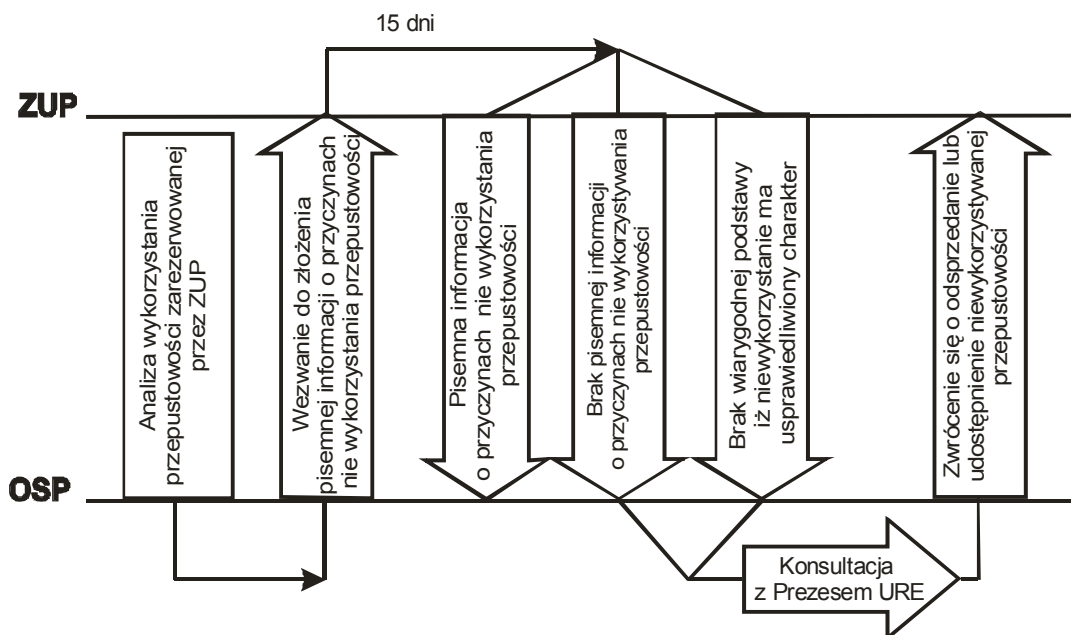 15 dni
ZUP
Analiza wykorzystania
przepustowości zarezerwowanej
przez ZUP
Wezwanie do złożenia
pisemnej informacji o przyczynach
nie wykorzystania przepustowości
Pisemna informacja
o przyczynach nie wykorzystania
przepustowości
Brak pisemnej informacji
o przyczynach nie wykorzystywania
przepustowości
Brak wiarygodnej podstawy
iż niewykorzystanie ma
usprawiedliwiony charakter
Zwrócenie się o odsprzedanie lub
udostępnienie niewykorzystywanej
przepustowości
OSP
Konsultacja
z Prezesem URE